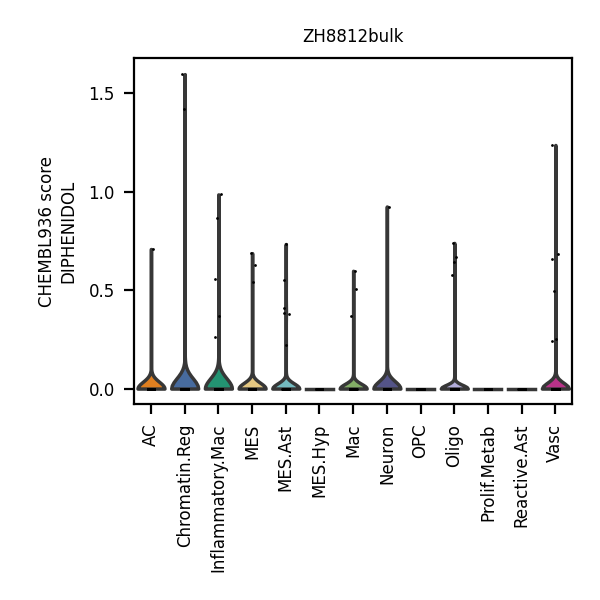 ZH8812bulk
CHEMBL936 score
DIPHENIDOL
1.5
1.0
0.5
0.0
AC
Chromatin.Reg
Inflammatory.Mac
MES
MES.Ast
MES.Hyp
Mac
Neuron
OPC
Oligo
Prolif.Metab
Reactive.Ast
Vasc